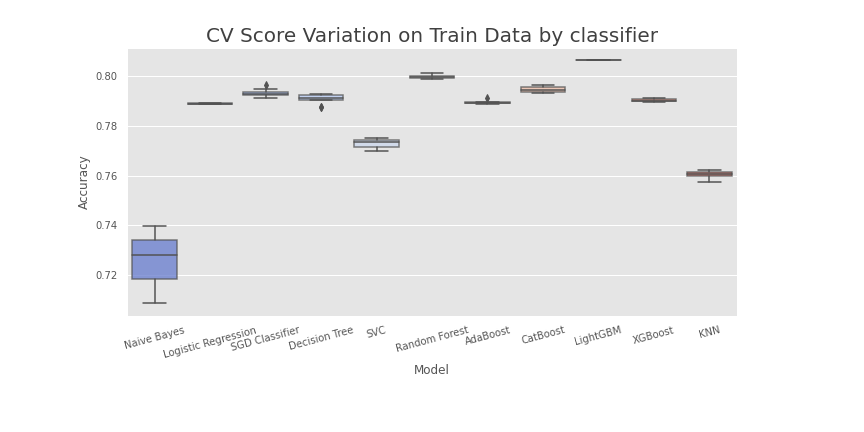 CV Score Variation on Train Data by classifier
0.80
0.78
0.76
0.74
0.72
Accuracy
Naive Bayes
Logistic Regression
SGD Classifier
Decision Tree
SVC
Random Forest
AdaBoost
CatBoost
LightGBM
XGBoost
KNN
Model